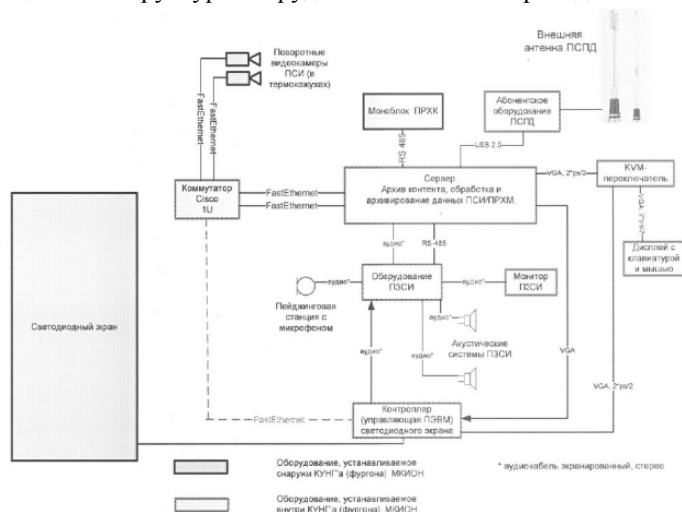 Внешняя
антенна ПСПД
Поворотные
видеокамеры
ПСИ (в
термокожухах)
FastEthernet
FastEthernet
Моноблок ПРХК
Абонентское
оборудование
ПСПД
RS 485
USB 2.0
Коммутатор
Cisco
1U
FastEthernet
FastEthernet
Сервер.
Архив контента, обработка и
архивирование данных ПСИ/ПРХМ.
VGA, 2*ps/2
KVM-
переключатель
VGA,
2*ps/2
Дисплей с
клавиатурой
и мышью
аудио*
RS-485
Пейджинговая
станция с
микрофоном
аудио*
Оборудование
ПЗСИ
аудио*
Монитор
ПЗСИ
Светодиодный экран
аудио*
аудио*
аудио*
Акустические
системы ПЗСИ
VGA
VGA, 2*ps/2
FastEthernet
Контроллер
(управляющая ПЭВМ)
светодиодного экрана
Оборудование, устанавливаемое
снаружи КУНГ'а (фургона) МКИОН
* аудиокабель экранированный, стерео
Оборудование, устанавливаемое
внутри КУНГ'а (фургона) МКИОН